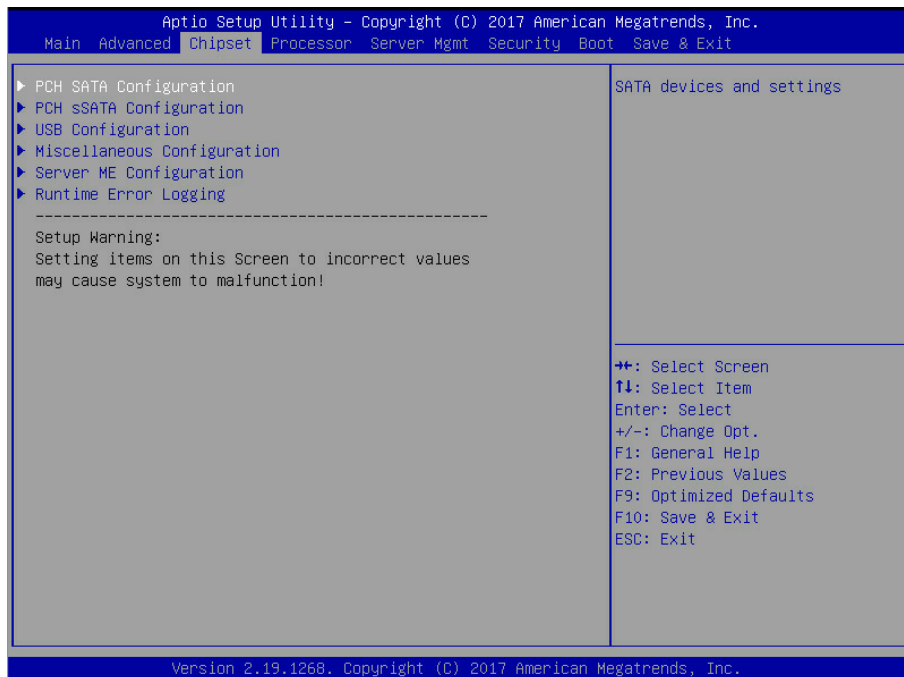 Aptio Setup Utility – Copyright (C) 2017 American Megatrends, Inc.
Main Advanced Chipset Processor Server Mgmt Security Boot Save & Exit
PCH SATA Configuration
PCH sSATA Configuration
USB Configuration
Miscellaneous Configuration
Server ME Configuration
Runtime Error Logging
--------------------------------------------------
Setup Warning:
Setting items on this Screen to incorrect values
may cause system to malfunction!
SATA devices and settings
→←: Select Screen
↑↓: Select Item
Enter: Select
+/-: Change Opt.
F1: General Help
F2: Previous Values
F9: Optimized Defaults
F10: Save & Exit
ESC: Exit
Version 2.19.1268. Copyright (C) 2017 American Megatrends, Inc.